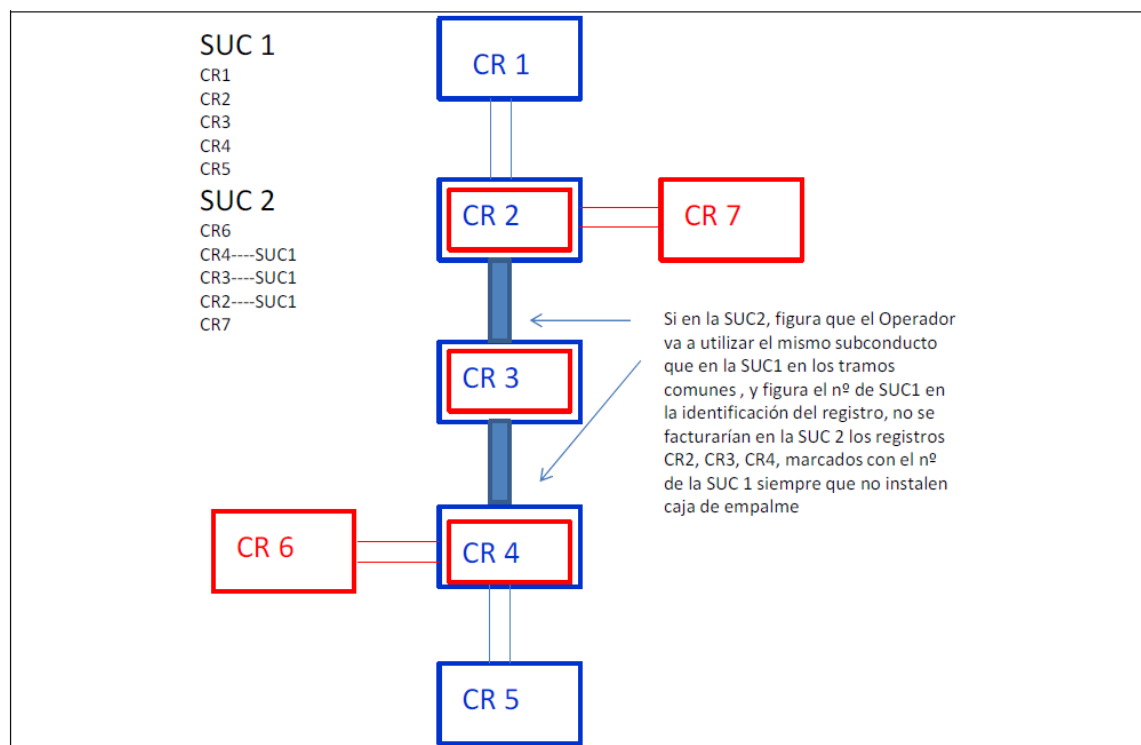 SUC 1
CR1
CR2
CR3
CR4
CR5
SUC 2
CR6
CR4----SUC1
CR3----SUC1
CR2----SUC1
CR7
CR 1
CR 2
CR 7
CR 3
CR 6
CR 4
CR 5
Si en la SUC2, figura que el Operador
va a utilizar el mismo subconducto
que en la SUC1 en los tramos
comunes , y figura el nº de SUC1 en
la identificación del registro, no se
facturarían en la SUC 2 los registros
CR2, CR3, CR4, marcados con el nº
de la SUC 1 siempre que no instalen
caja de empalme